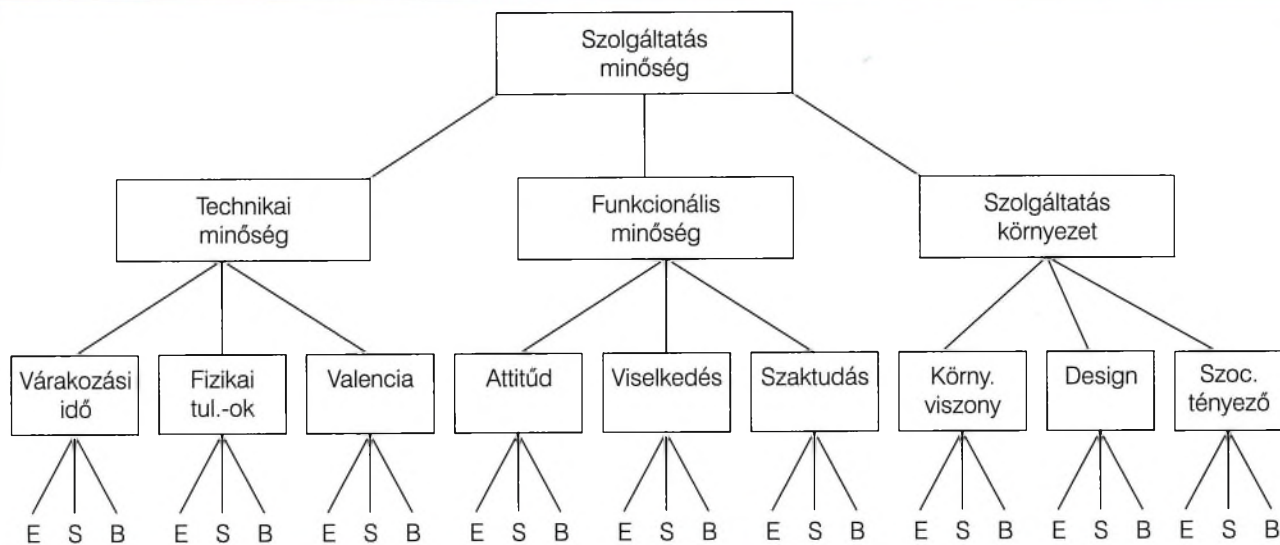 Szolgáltatás
minőség
Technikai
minőség
Funkcionális
minőség
Szolgáltatás
környezet
Várakozási
idő
Fizikai
tul.-ok
Valencia
Attitűd
Viselkedés
Szaktudás
Körny.
viszony
Design
Szoc.
tényező
E S B E S B E S B E S B E S B E S B E S B E S B E S B